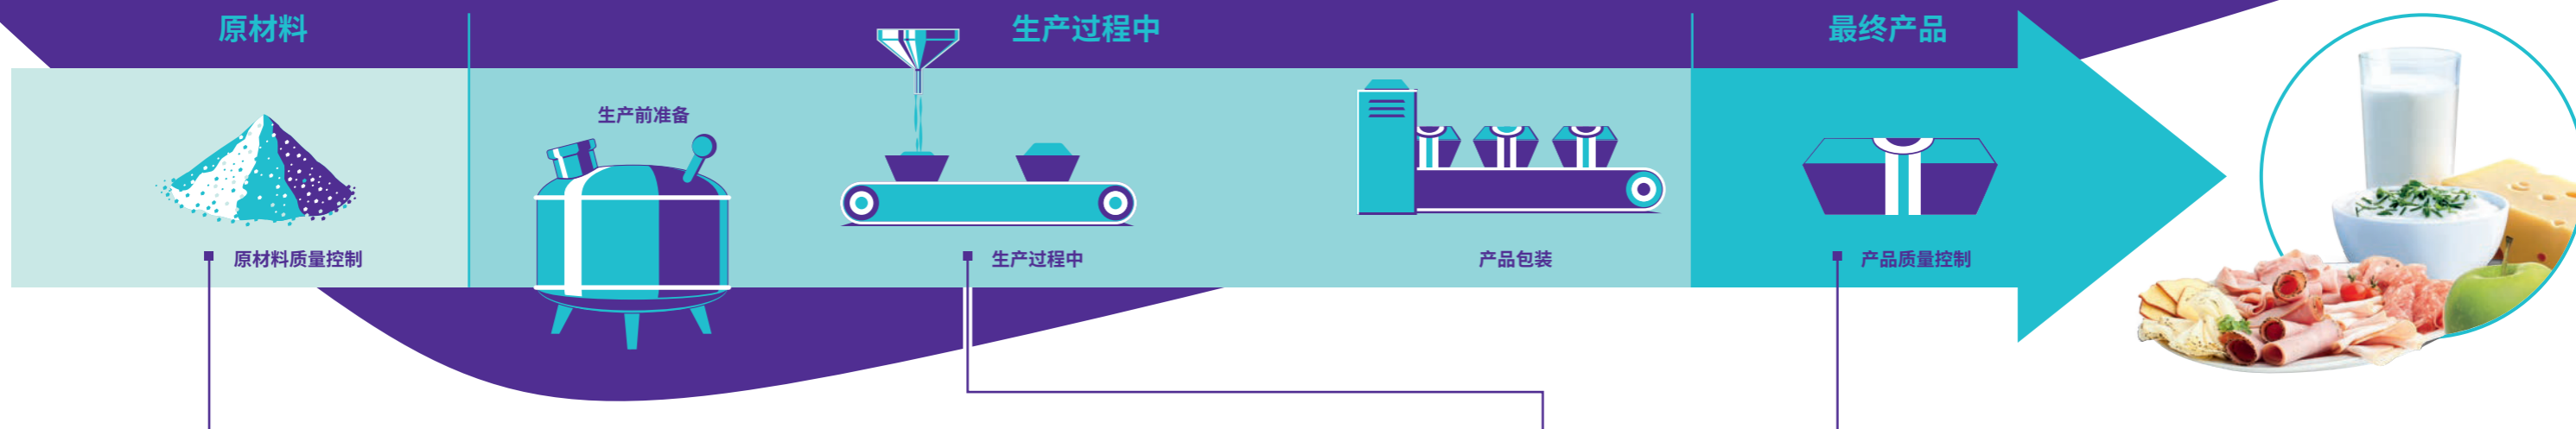 原材料
生产过程中
最终产品
生产前准备
原材料质量控制
生产过程中
产品包装
产品质量控制